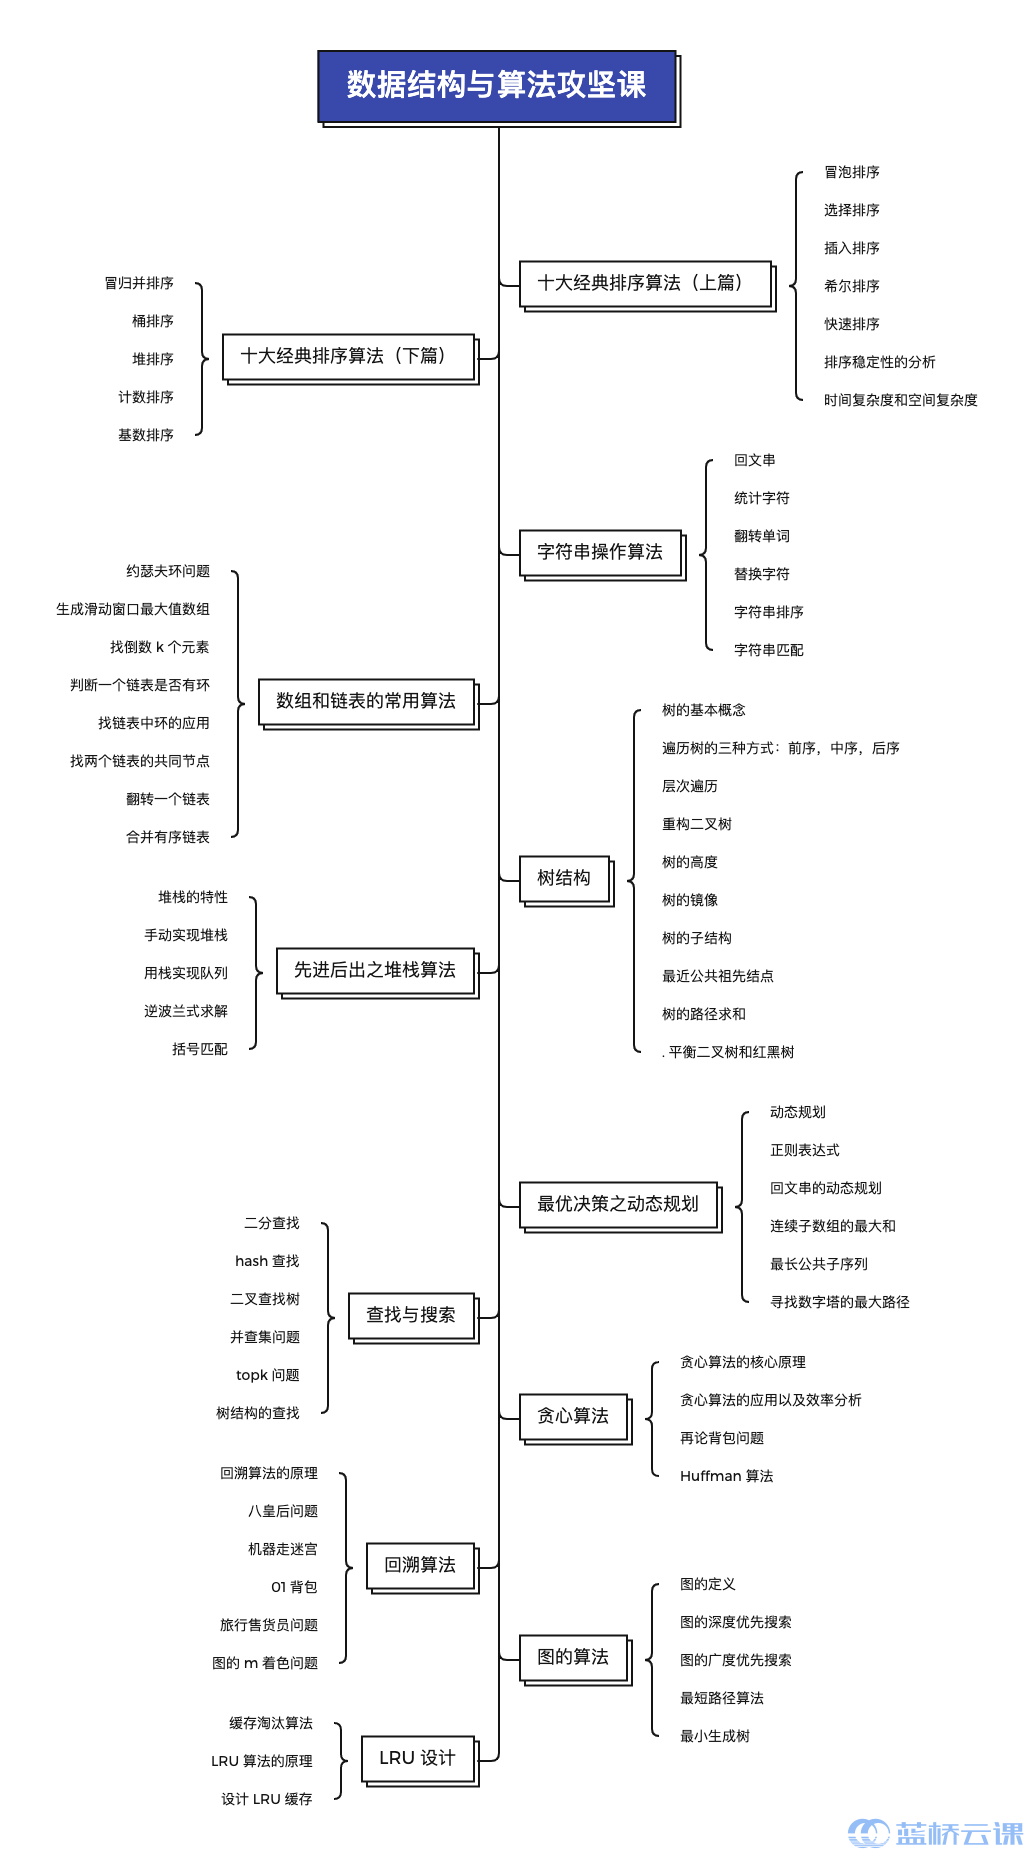 数据结构与算法攻坚课
十大经典排序算法（上篇）
冒泡排序
选择排序
插入排序
希尔排序
快速排序
排序稳定性的分析
时间复杂度和空间复杂度
十大经典排序算法（下篇）
冒归并排序
桶排序
堆排序
计数排序
基数排序
字符串操作算法
回文串
统计字符
翻转单词
替换字符
字符串排序
字符串匹配
数组和链表的常用算法
约瑟夫环问题
生成滑动窗口最大值数组
找倒数 k 个元素
判断一个链表是否有环
找链表中环的应用
找两个链表的共同节点
翻转一个链表
合并有序链表
树结构
树的基本概念
遍历树的三种方式：前序，中序，后序
层次遍历
重构二叉树
树的高度
树的镜像
树的子结构
最近公共祖先结点
树的路径求和
. 平衡二叉树和红黑树
先进后出之堆栈算法
堆栈的特性
手动实现堆栈
用栈实现队列
逆波兰式求解
括号匹配
最优决策之动态规划
动态规划
正则表达式
回文串的动态规划
连续子数组的最大和
最长公共子序列
寻找数字塔的最大路径
查找与搜索
二分查找
hash 查找
二叉查找树
并查集问题
topk 问题
树结构的查找
贪心算法
贪心算法的核心原理
贪心算法的应用以及效率分析
再论背包问题
Huffman 算法
回溯算法
回溯算法的原理
八皇后问题
机器走迷宫
01 背包
旅行售货员问题
图的 m 着色问题
图的算法
图的定义
图的深度优先搜索
图的广度优先搜索
最短路径算法
最小生成树
LRU 设计
缓存淘汰算法
LRU 算法的原理
设计 LRU 缓存
蓝桥云课